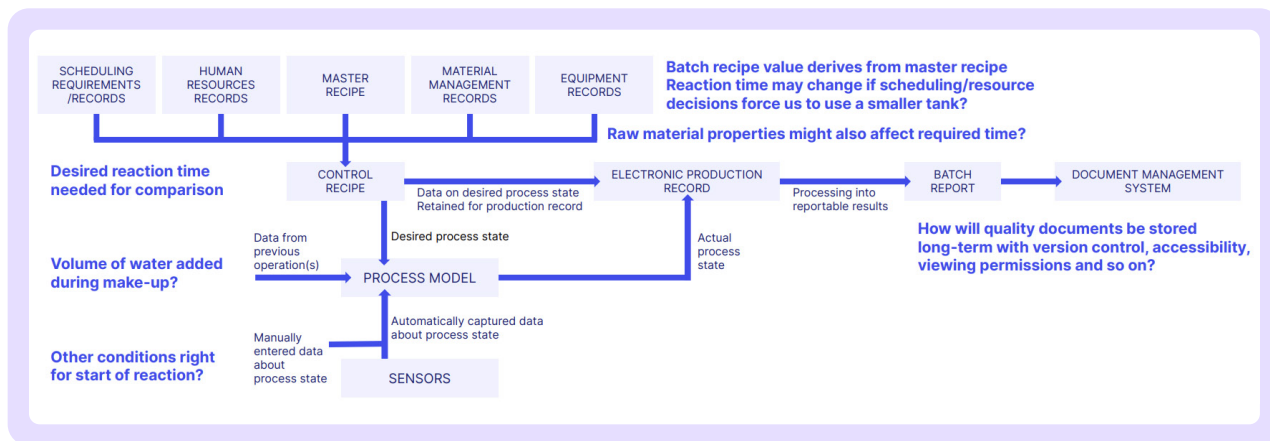 SCHEDULING
REQUIREMENTS
/RECORDS
HUMAN
RESOURCES
RECORDS
MASTER
RECIPE
MATERIAL
MANAGEMENT
RECORDS
EQUIPMENT
RECORDS
Batch recipe value derives from master recipe
Reaction time may change if scheduling/resource
decisions force us to use a smaller tank?
Raw material properties might also affect required time?
Desired reaction time
needed for comparison
CONTROL
RECIPE
Data on desired process state
Retained for production record
ELECTRONIC PRODUCTION
RECORD
Processing into
reportable results
BATCH
REPORT
DOCUMENT MANAGEMENT
SYSTEM
How will quality documents be stored
long-term with version control, accessibility,
viewing permissions and so on?
Desired process state
Actual
process
state
Data from
previous
operation(s)
Volume of water added
during make-up?
PROCESS MODEL
Automatically captured data
about process state
Manually
entered data
about
process state
Other conditions right
for start of reaction?
SENSORS